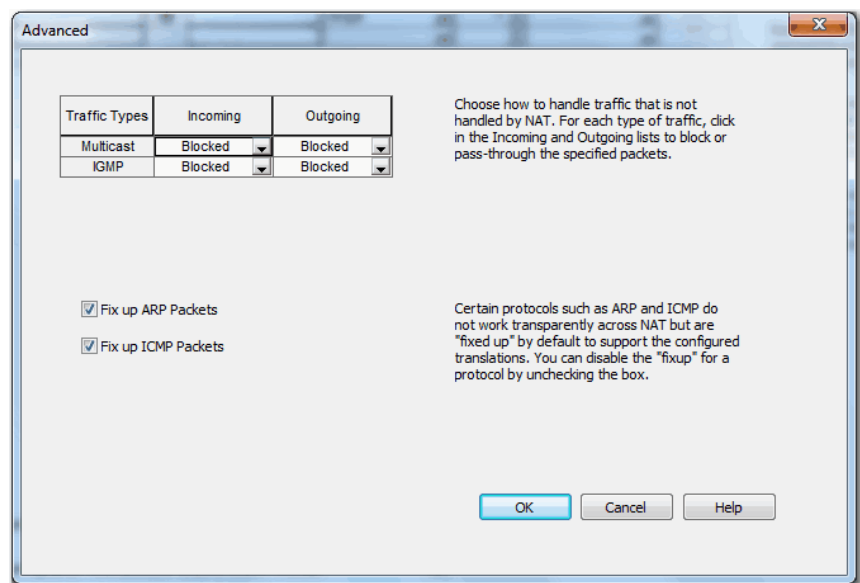 Advanced
Traffic Types Incoming Outgoing
Multicast Blocked Blocked
IGMP Blocked Blocked
Choose how to handle traffic that is not
handled by NAT. For each type of traffic, click
in the Incoming and Outgoing lists to block or
pass-through the specified packets.
Fix up ARP Packets
Fix up ICMP Packets
Certain protocols such as ARP and ICMP do
not work transparently across NAT but are
"fixed up" by default to support the configured
translations. You can disable the "fixup" for a
protocol by unchecking the box.
OK Cancel Help